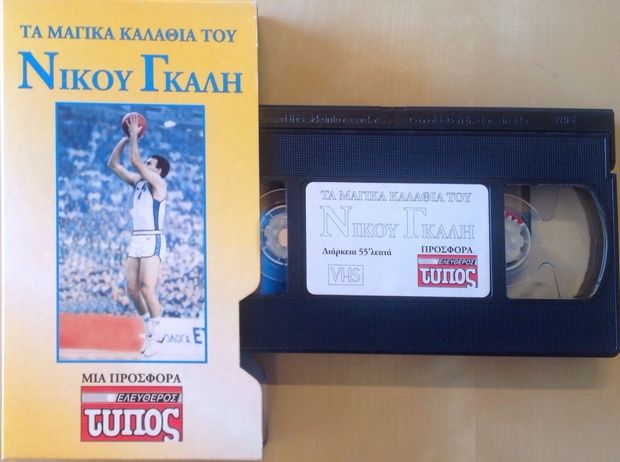 ΤΑ ΜΑΓΙΚΑ ΚΑΛΑΘΙΑ ΤΟΥ
ΝΙΚΟΥ ΓΚΑΛΗ
ΜΙΑ ΠΡΟΣΦΟΡΑ
ΕΛΕΥΘΕΡΟΣ
ΤΥΠΟΣ
ΤΑ ΜΑΓΙΚΑ ΚΑΛΑΘΙΑ ΤΟΥ
ΝΙΚΟΥ ΓΚΑΛΗ
Διάρκεια 55'λεπτά
ΠΡΟΣΦΟΡΑ
VHS
ΕΛΕΥΘΕΡΟΣ
ΤΥΠΟΣ